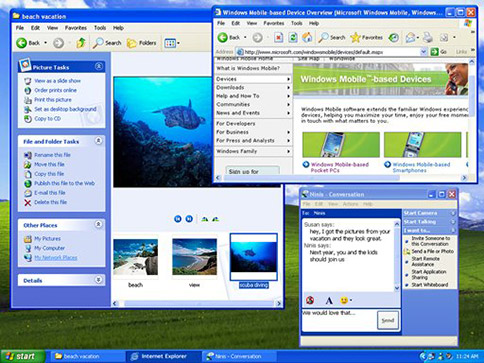 beach vacation
File Edit View Favorites Tools Help
Back Search Folders
Picture Tasks
View as a slide show
Order prints online
Print this picture
Set as desktop background
Copy to CD
File and Folder Tasks
Rename this file
Move this file
Copy this file
Publish this file to the Web
E-mail this file
Delete this file
Other Places
My Pictures
My Computer
My Network Places
Details
beach
view
scuba diving
Windows Mobile-based Device Overview [Microsoft Windows Mobile, Windows...
File Edit View Favorites Tools Help
Back Search Favorites
Address http://www.microsoft.com/windowsmobile/devices/default.mspx Go Links
Windows Mobile Home Site Map Worldwide
What is Windows Mobile?
Devices
Downloads
Help and How To
Communities
News and Events
For Developers
For Business
For Press and Analysts
Windows Family
Sign up for
Windows Mobile™-based Devices
Windows Mobile software extends the familiar Windows experience
devices, helping you maximize your time, enjoy your free momen
in touch with what matters to you.
Windows Mobile-based
Pocket PCs
Windows Mobile-based
Smartphones
Ninis - Conversation
File Edit View Actions Help
To: Ninis
Susan says:
hey, I got the pictures from your
vacation and they look great.
Ninis says:
Next year, you and the kids
should join us
We would love that...
Send
Start Camera
Start Talking
I want to...
Invite Someone to
this Conversation
Send a File or Photo
Start Remote
Assistance
Start Application
Sharing
Start Whiteboard
start
beach vacation
Internet Explorer
Ninis - Conversation
11:24 AM